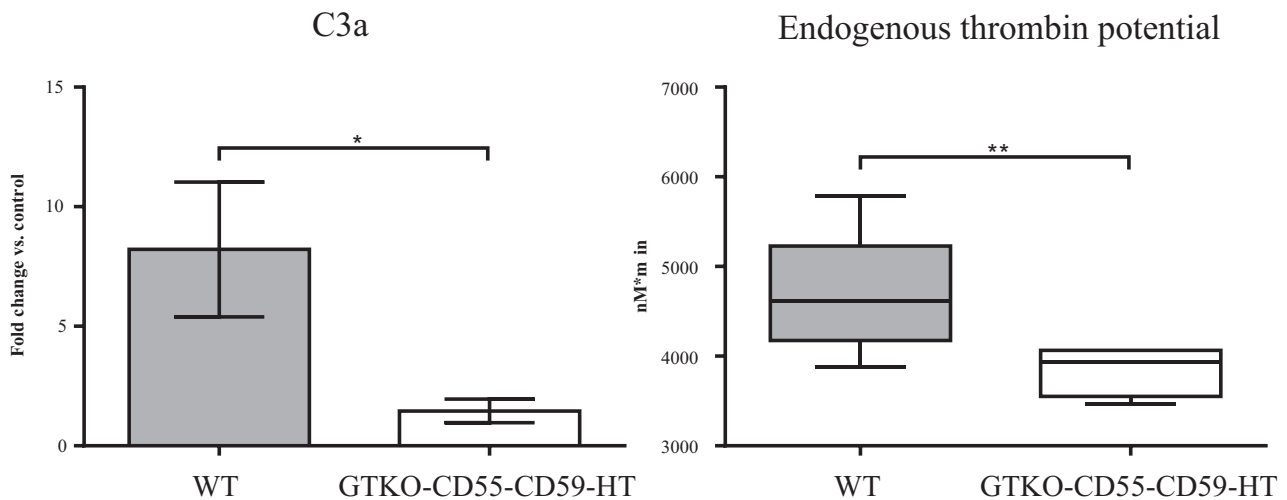 C3a
Fold change vs. control
15
10
5
0
*
WT
GTKO-CD55-CD59-HT
Endogenous thrombin potential
nM*m in
7000
6000
5000
4000
3000
**
WT
GTKO-CD55-CD59-HT